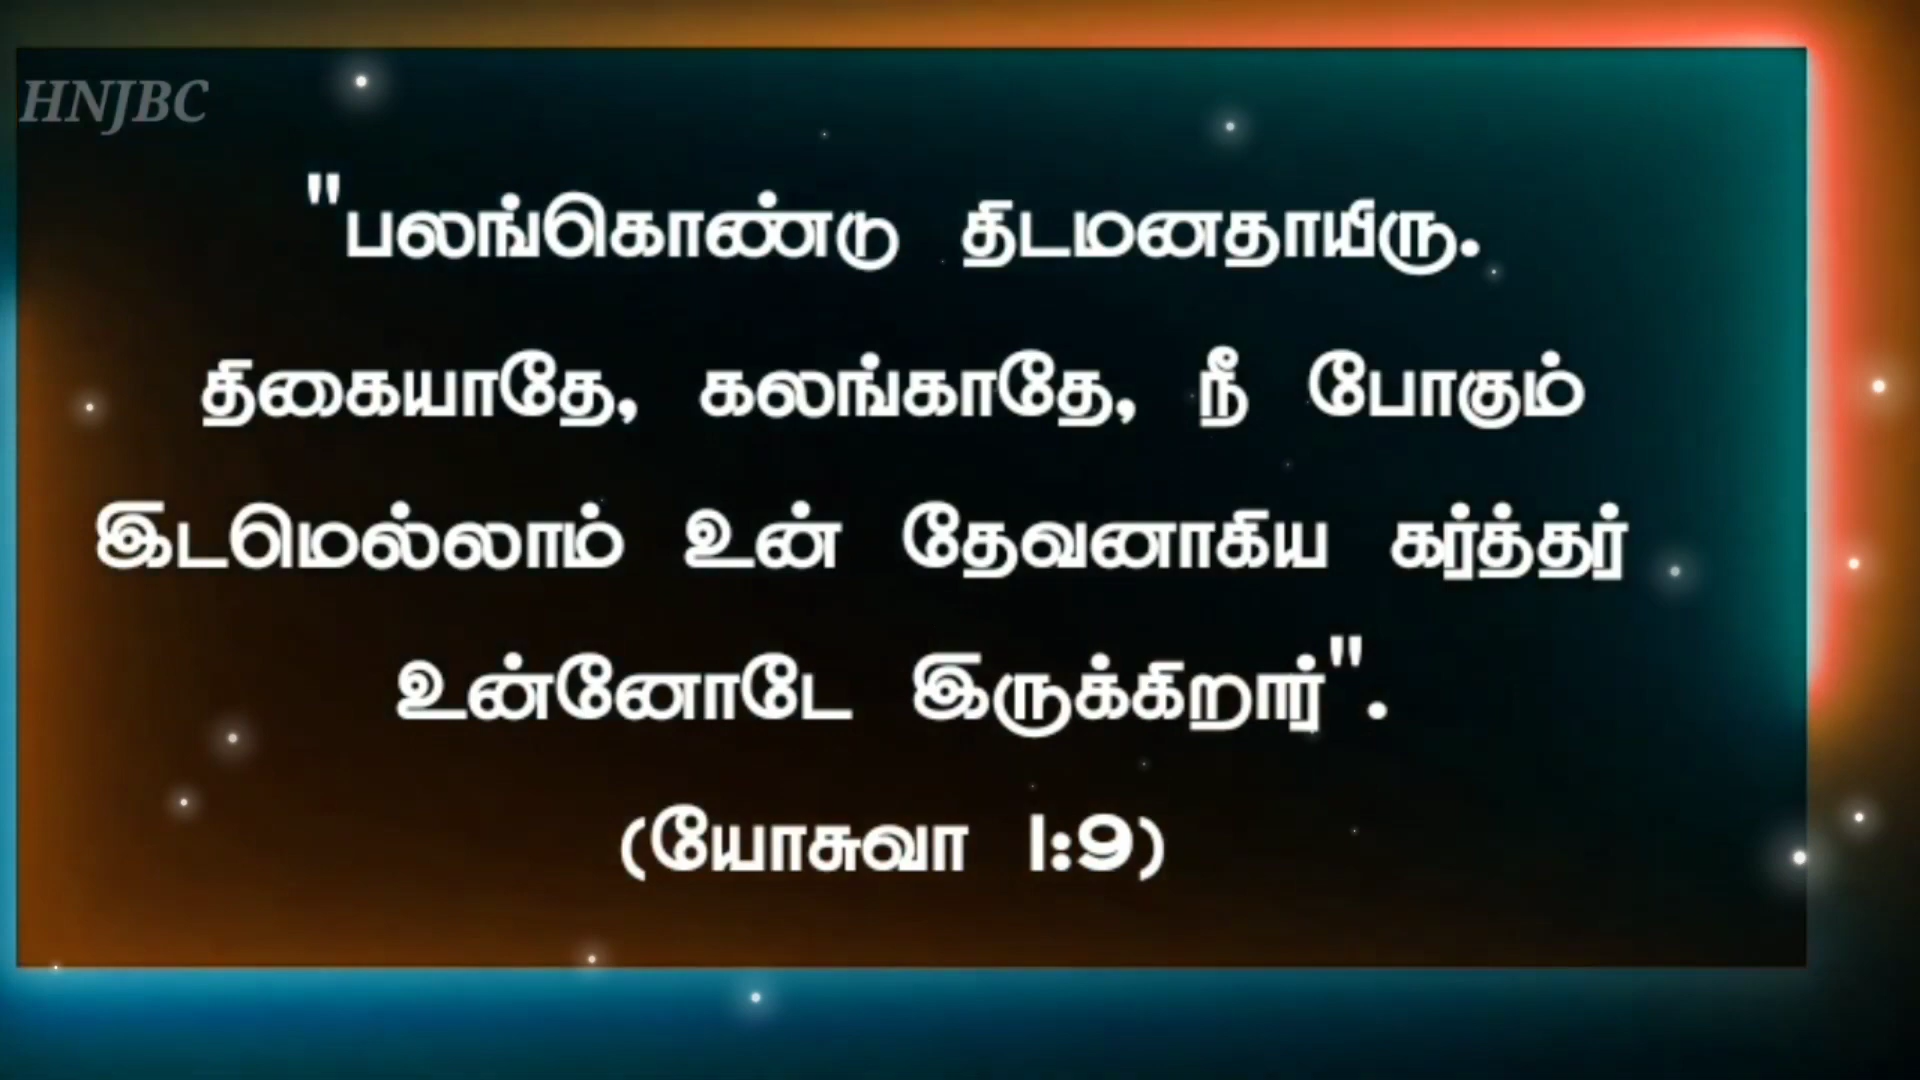 HNJBC
"பலங்கொண்டு திடமனதாயிரு.
திகையாதே, கலங்காதே, நீ போகும்
இடமெல்லாம் உன் தேவனாகிய கர்த்தர்
உன்னோடே இருக்கிறார்".
(யோசுவா 1:9)